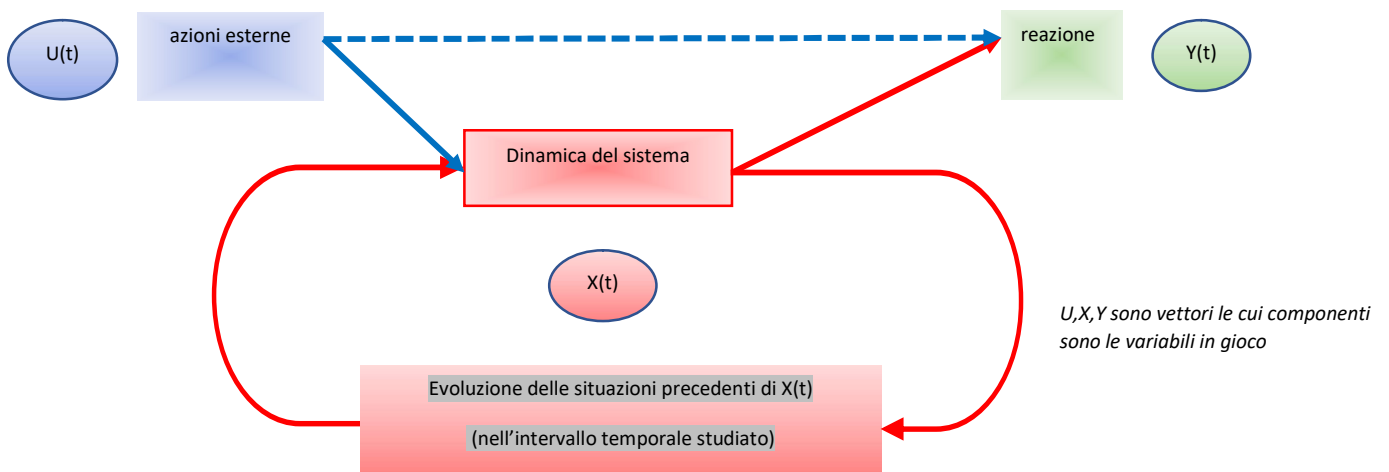 U(t)
azioni esterne
reazione
Y(t)
Dinamica del sistema
X(t)
U,X,Y sono vettori le cui componenti
sono le variabili in gioco
Evoluzione delle situazioni precedenti di X(t)
(nell'intervallo temporale studiato)